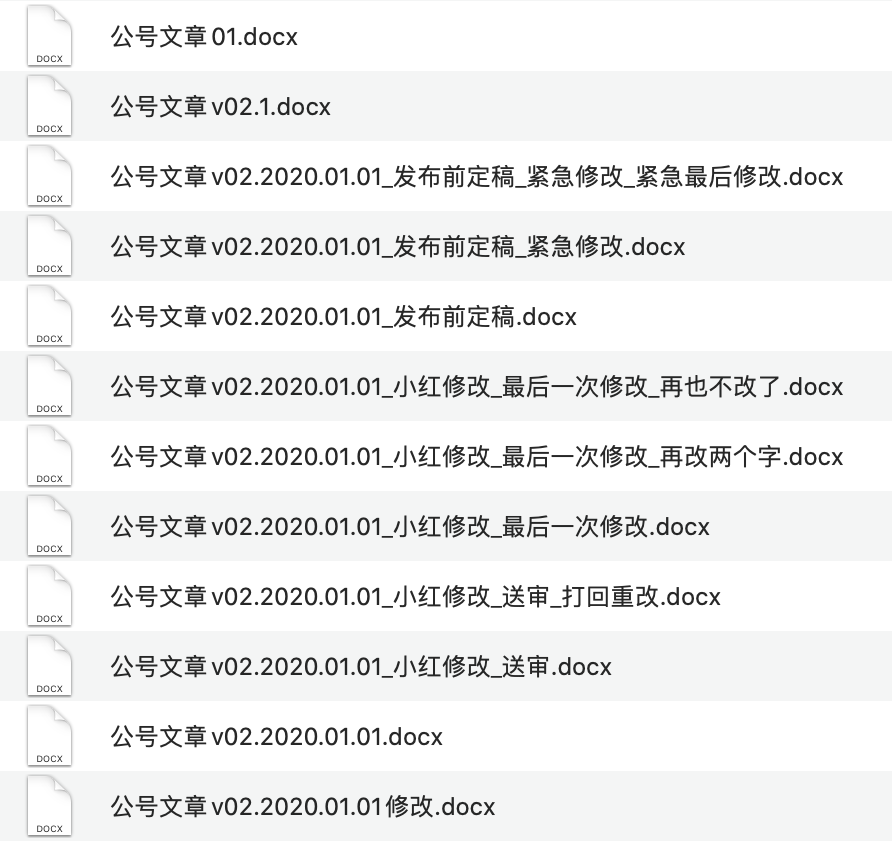 DOCX 公号文章 01.docx
DOCX 公号文章 v02.1.docx
DOCX 公号文章 v02.2020.01.01_发布前定稿_紧急修改_紧急最后修改.docx
DOCX 公号文章 v02.2020.01.01_发布前定稿_紧急修改.docx
DOCX 公号文章 v02.2020.01.01_发布前定稿.docx
DOCX 公号文章 v02.2020.01.01_小红修改_最后一次修改_再也不改了.docx
DOCX 公号文章 v02.2020.01.01_小红修改_最后一次修改_再改两个字.docx
DOCX 公号文章 v02.2020.01.01_小红修改_最后一次修改.docx
DOCX 公号文章 v02.2020.01.01_小红修改_送审_打回重改.docx
DOCX 公号文章 v02.2020.01.01_小红修改_送审.docx
DOCX 公号文章 v02.2020.01.01.docx
DOCX 公号文章 v02.2020.01.01修改.docx